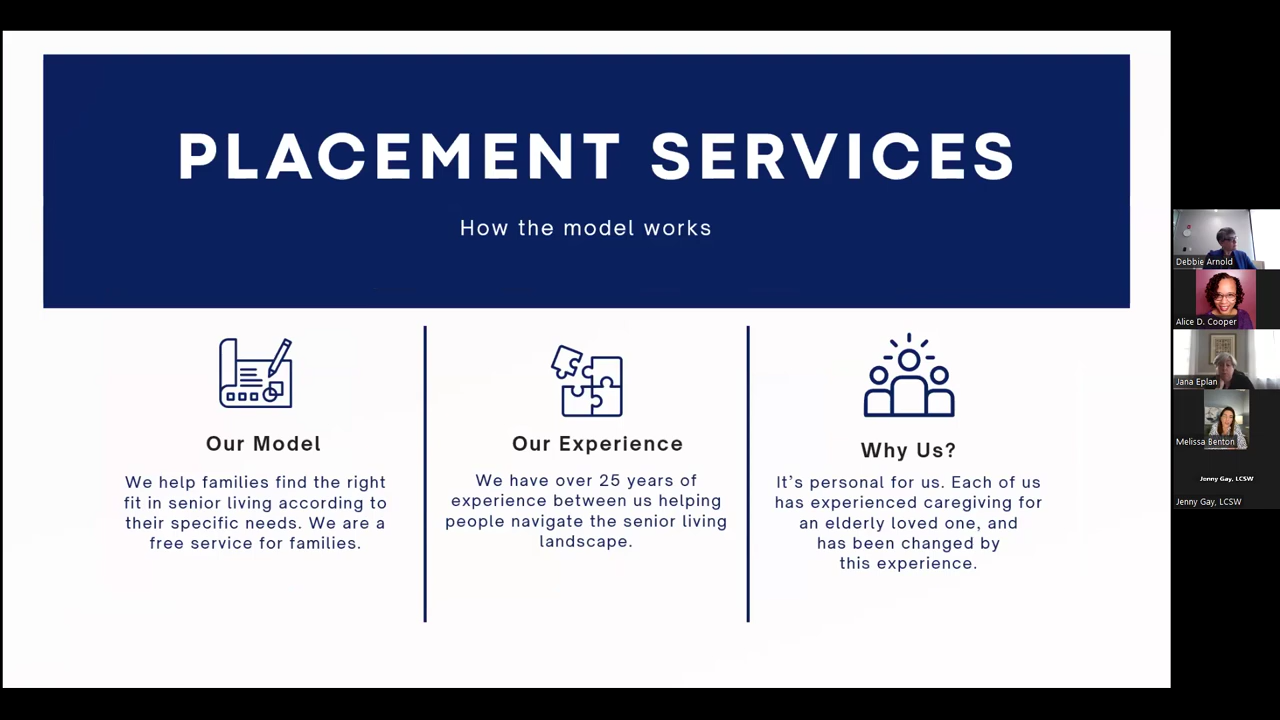 PLACEMENT SERVICES
How the model works
Our Model
We help families find the right
fit in senior living according to
their specific needs. We are a
free service for families.
Our Experience
We have over 25 years of
experience between us helping
people navigate the senior living
landscape.
Why Us?
It’s personal for us. Each of us
has experienced caregiving for
an elderly loved one, and
has been changed by
this experience.
Debbie Arnold
Alice D. Cooper
Jana Eplan
Melissa Benton
Jenny Gay, LCSW
Jenny Gay, LCSW